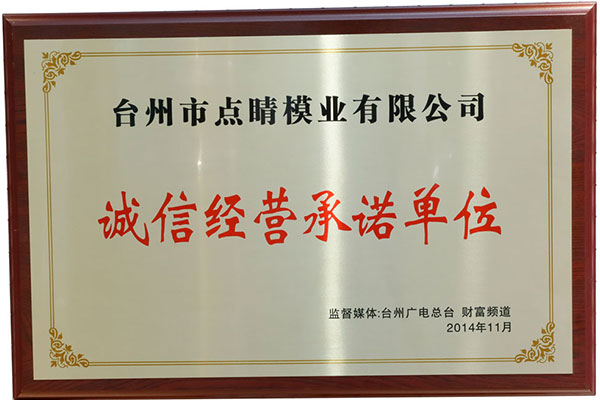 台州市点睛模业有限公司
诚信经营承诺单位
监督媒体:台州广电总台 财富频道
2014年11月